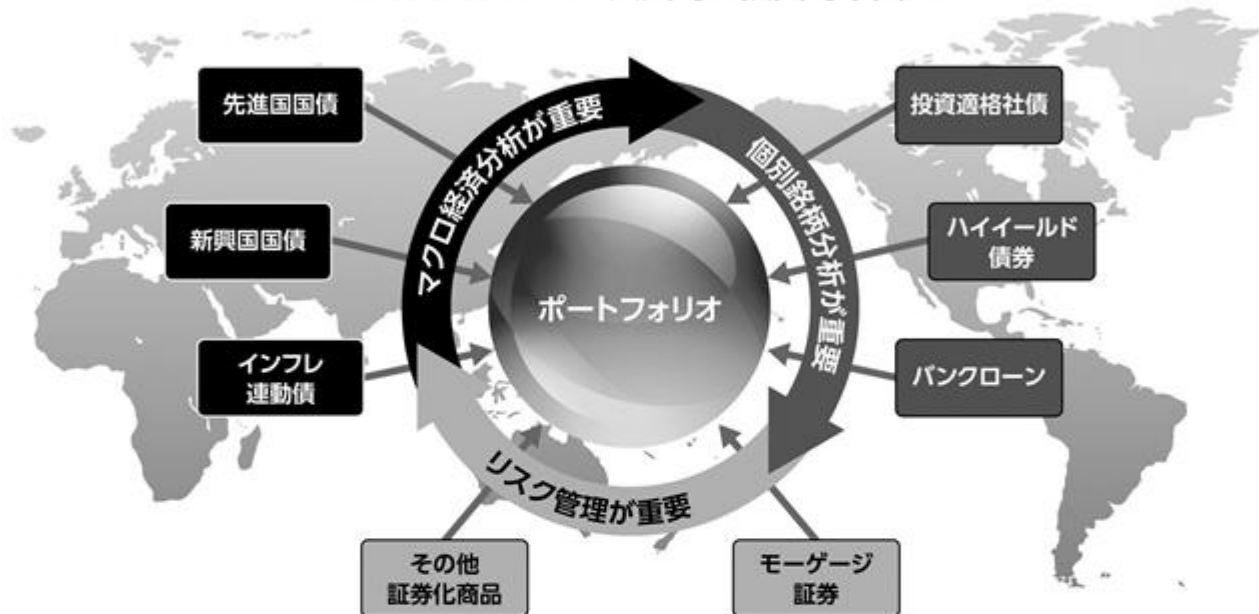 先進国国債
新興国国債
インフレ
連動債
マクロ経済分析が重要
ポートフォリオ
個別銘柄分析が重要
投資適格社債
ハイイールド
債券
バンクローン
リスク管理が重要
その他
証券化商品
モーゲージ
証券